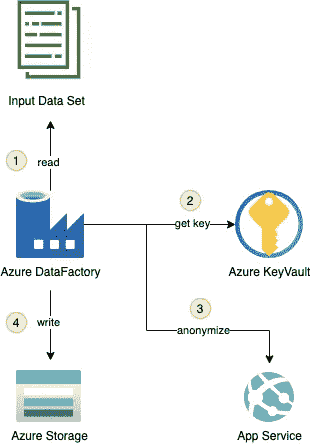 Input Data Set
1
read
2
get key
Azure DataFactory
Azure KeyVault
3
anonymize
4
write
Azure Storage
App Service